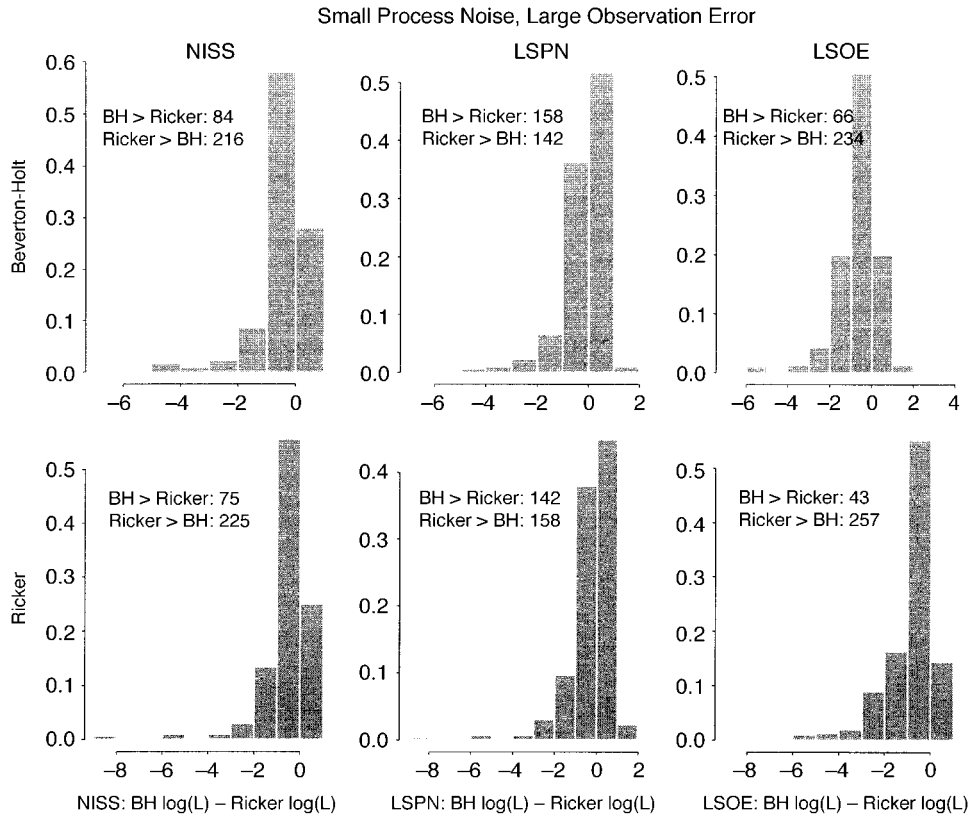 Small Process Noise, Large Observation Error
NISS
LSPN
LSOE
Beverton-Holt
0.6
0.5
0.4
0.3
0.2
0.1
0.0
BH > Ricker: 84
Ricker > BH: 216
−6 −4 −2 0
0.5
0.4
0.3
0.2
0.1
0.0
BH > Ricker: 158
Ricker > BH: 142
−6 −4 −2 0 2
0.5
0.4
0.3
0.2
0.1
0.0
BH > Ricker: 66
Ricker > BH: 234
−6 −4 −2 0 2 4
Ricker
0.5
0.4
0.3
0.2
0.1
0.0
BH > Ricker: 75
Ricker > BH: 225
−8 −6 −4 −2 0
NISS: BH log(L) − Ricker log(L)
0.4
0.3
0.2
0.1
0.0
BH > Ricker: 142
Ricker > BH: 158
−8 −6 −4 −2 0 2
LSPN: BH log(L) − Ricker log(L)
0.5
0.4
0.3
0.2
0.1
0.0
BH > Ricker: 43
Ricker > BH: 257
−8 −6 −4 −2 0
LSOE: BH log(L) − Ricker log(L)